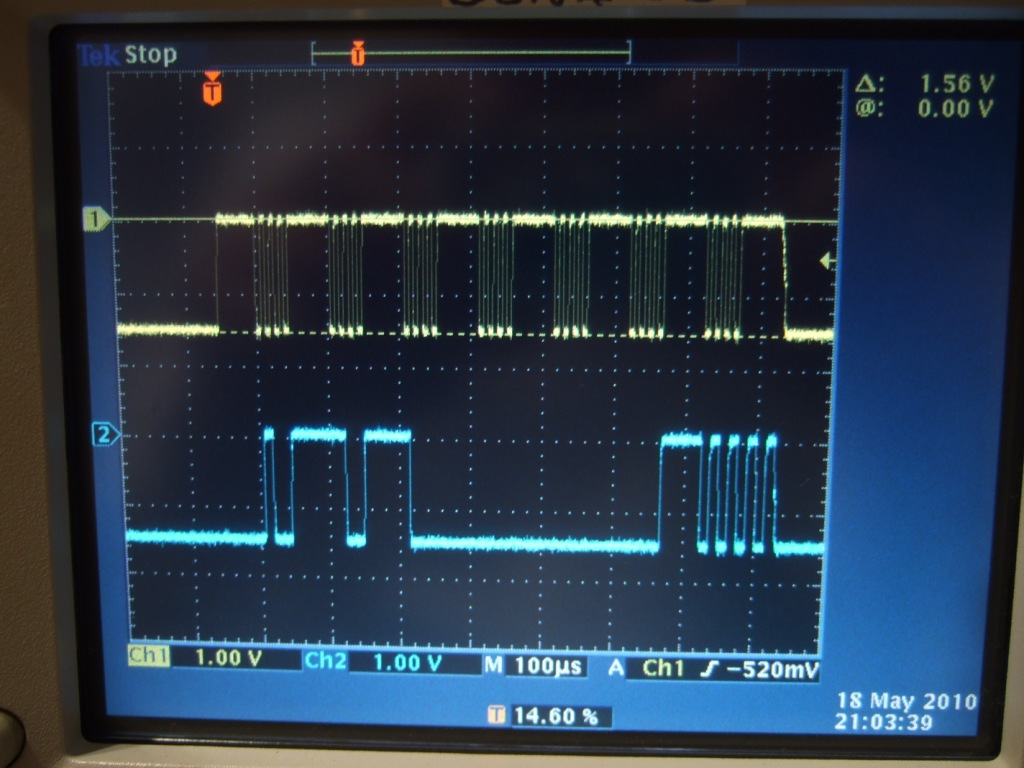 Tek Stop
T
T
Δ: 1.56 V
@: 0.00 V
1
2
Ch1 1.00 V Ch2 1.00 V M 100µs A Ch1 ʃ −520mV
T 14.60 %
18 May 2010
21:03:39